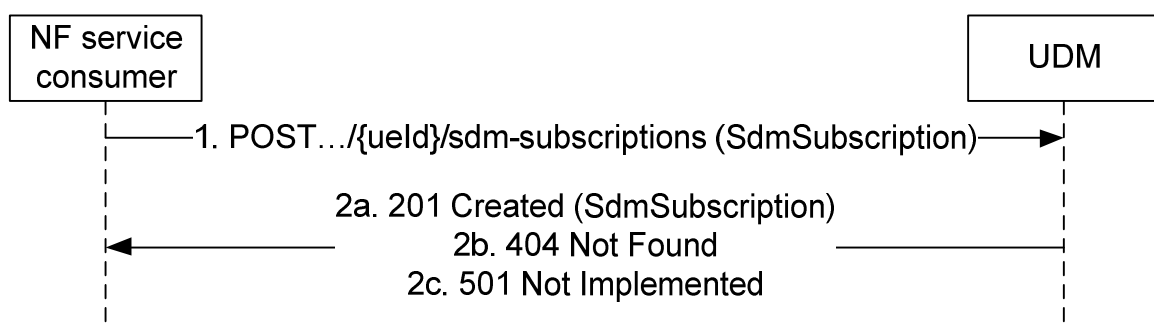 NF service
consumer
UDM
1. POST…/{ueId}/sdm-subscriptions (SdmSubscription)
2a. 201 Created (SdmSubscription)
2b. 404 Not Found
2c. 501 Not Implemented